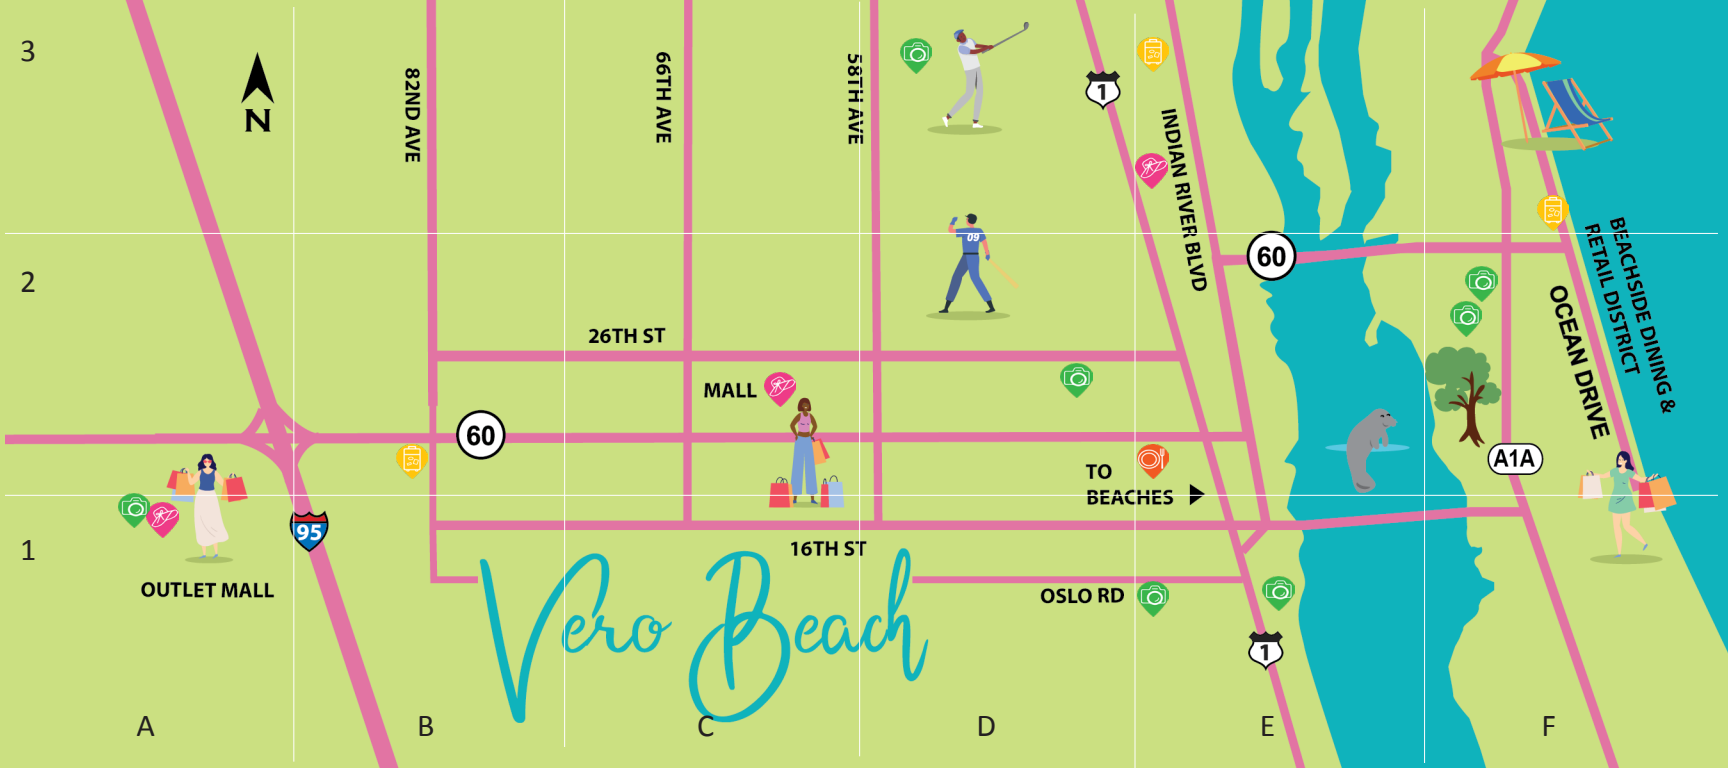 3
N
82ND AVE
66TH AVE
58TH AVE
1
INDIAN RIVER BLVD
09
2
60
BEACHSIDE DINING &
RETAIL DISTRICT
OCEAN DRIVE
26TH ST
MALL
60
A1A
TO
BEACHES
95
1
16TH ST
OUTLET MALL
OSLO RD
Vero Beach
1
A
B
C
D
E
F